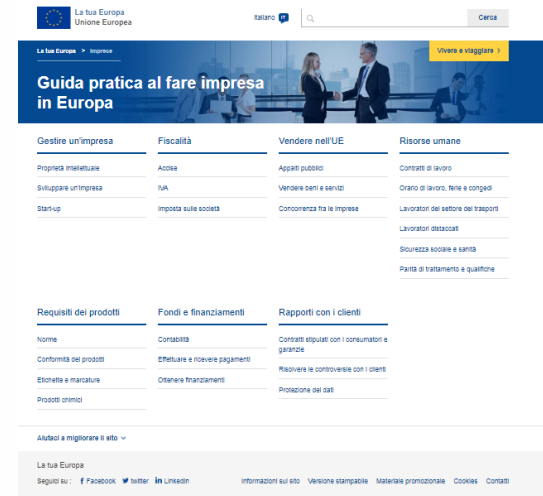 La tua Europa
Unione Europea
Italiano IT
Cerca
La tua Europa > Imprese
Vivere e viaggiare >
Guida pratica al fare impresa
in Europa
Gestire un'impresa
Proprietà intellettuale
Sviluppare un'impresa
Start-up
Fiscalità
Accise
IVA
Imposta sulle società
Vendere nell'UE
Appalti pubblici
Vendere beni e servizi
Concorrenza fra le imprese
Risorse umane
Contratti di lavoro
Orario di lavoro, ferie e congedi
Lavoratori del settore dei trasporti
Lavoratori distaccati
Sicurezza sociale e sanità
Parità di trattamento e qualifiche
Requisiti dei prodotti
Norme
Conformità dei prodotti
Etichette e marcature
Prodotti chimici
Fondi e finanziamenti
Contabilità
Effettuare e ricevere pagamenti
Ottenere finanziamenti
Rapporti con i clienti
Contratti stipulati con i consumatori e
garanzie
Risolvere le controversie con i clienti
Protezione dei dati
Aiutaci a migliorare il sito
La tua Europa
Seguici su : Facebook twitter LinkedIn
Informazioni sul sito Versione stampabile Materiale promozionale Cookies Contatti